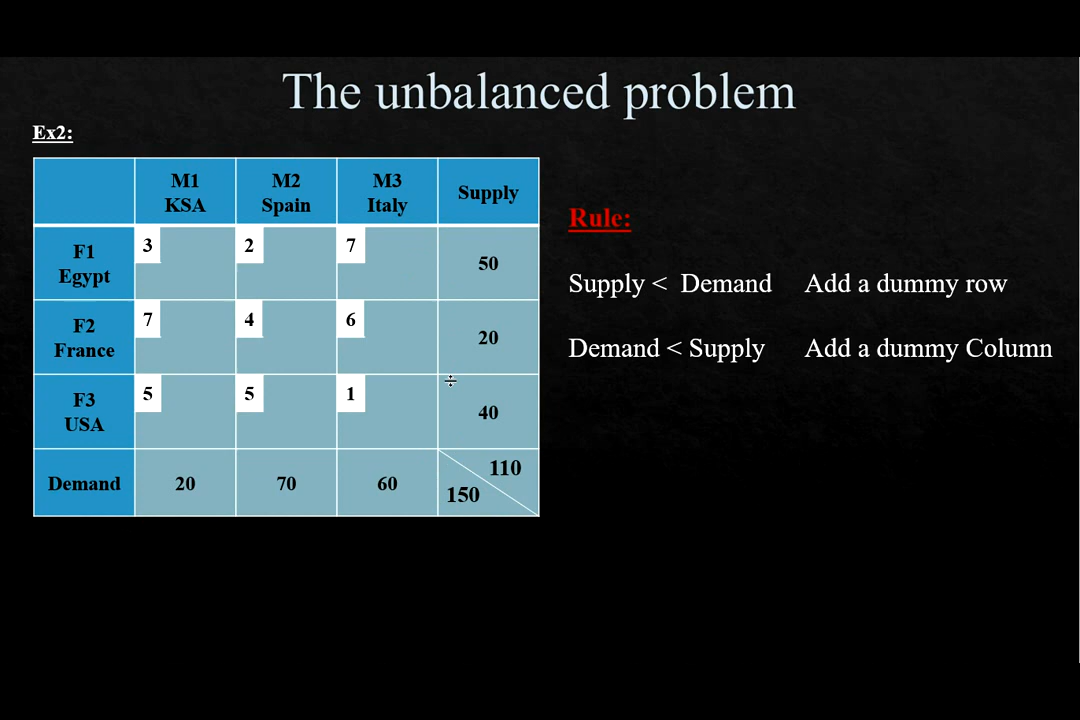 The unbalanced problem
Ex2:
M1 KSA M2 Spain M3 Italy Supply
F1 Egypt 3 2 7 50
F2 France 7 4 6 20
F3 USA 5 5 1 40
Demand 20 70 60 110 150
Rule:
Supply < Demand Add a dummy row
Demand < Supply Add a dummy Column